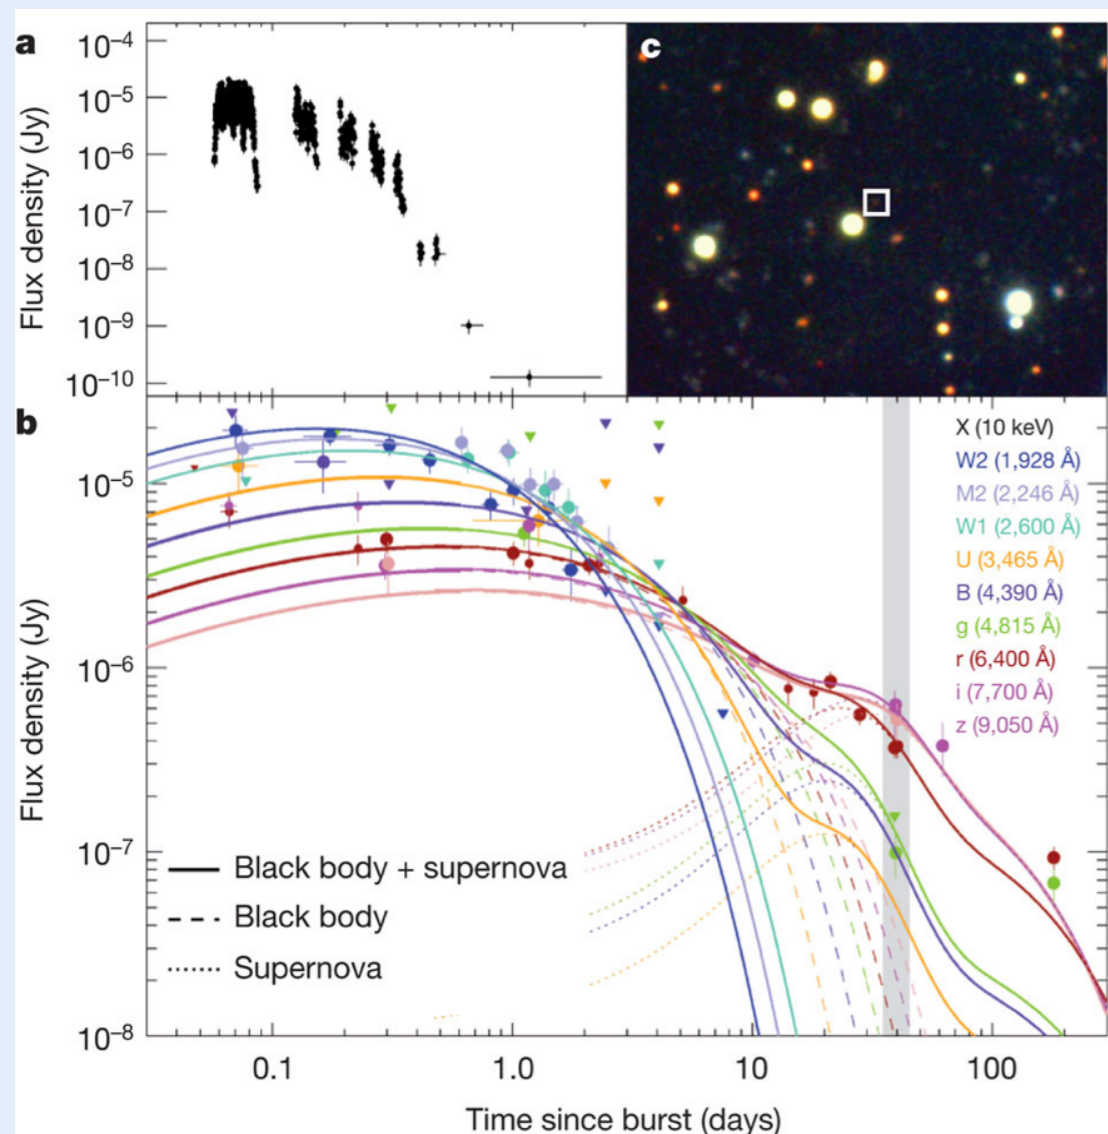 a
c
10⁻⁴
10⁻⁵
10⁻⁶
10⁻⁷
10⁻⁸
10⁻⁹
10⁻¹⁰
Flux density (Jy)
b
X (10 keV)
W2 (1,928 Å)
M2 (2,246 Å)
W1 (2,600 Å)
U (3,465 Å)
B (4,390 Å)
g (4,815 Å)
r (6,400 Å)
i (7,700 Å)
z (9,050 Å)
10⁻⁵
10⁻⁶
10⁻⁷
10⁻⁸
Flux density (Jy)
Black body + supernova
Black body
Supernova
0.1 1.0 10 100
Time since burst (days)